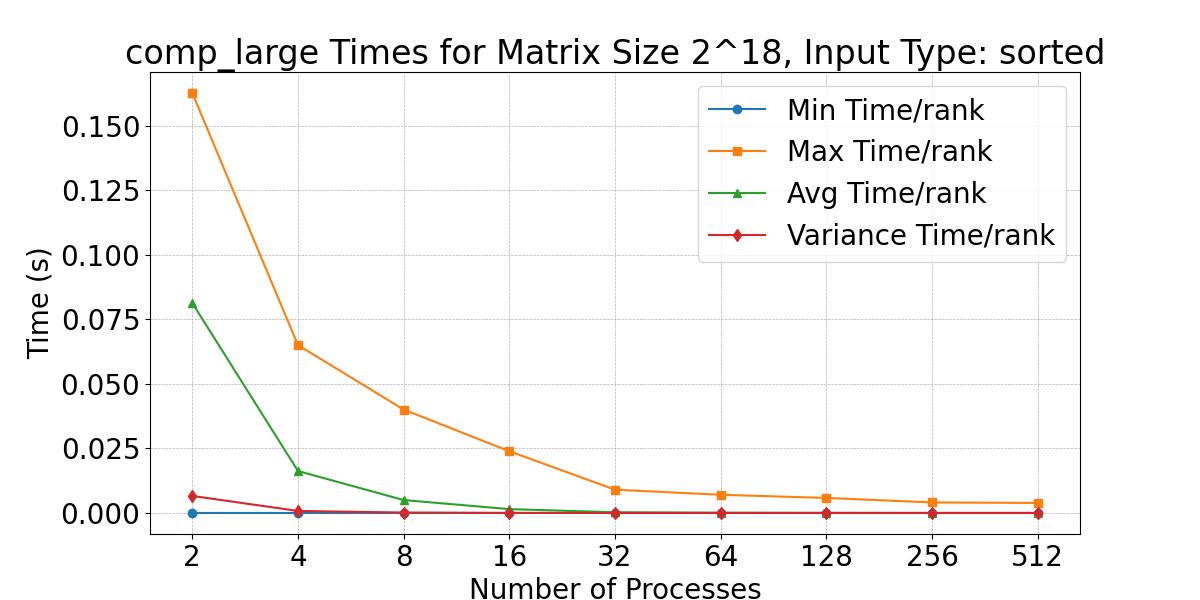 comp_large Times for Matrix Size 2^18, Input Type: sorted
Min Time/rank
Max Time/rank
Avg Time/rank
Variance Time/rank
Time (s)
0.150
0.125
0.100
0.075
0.050
0.025
0.000
2 4 8 16 32 64 128 256 512
Number of Processes